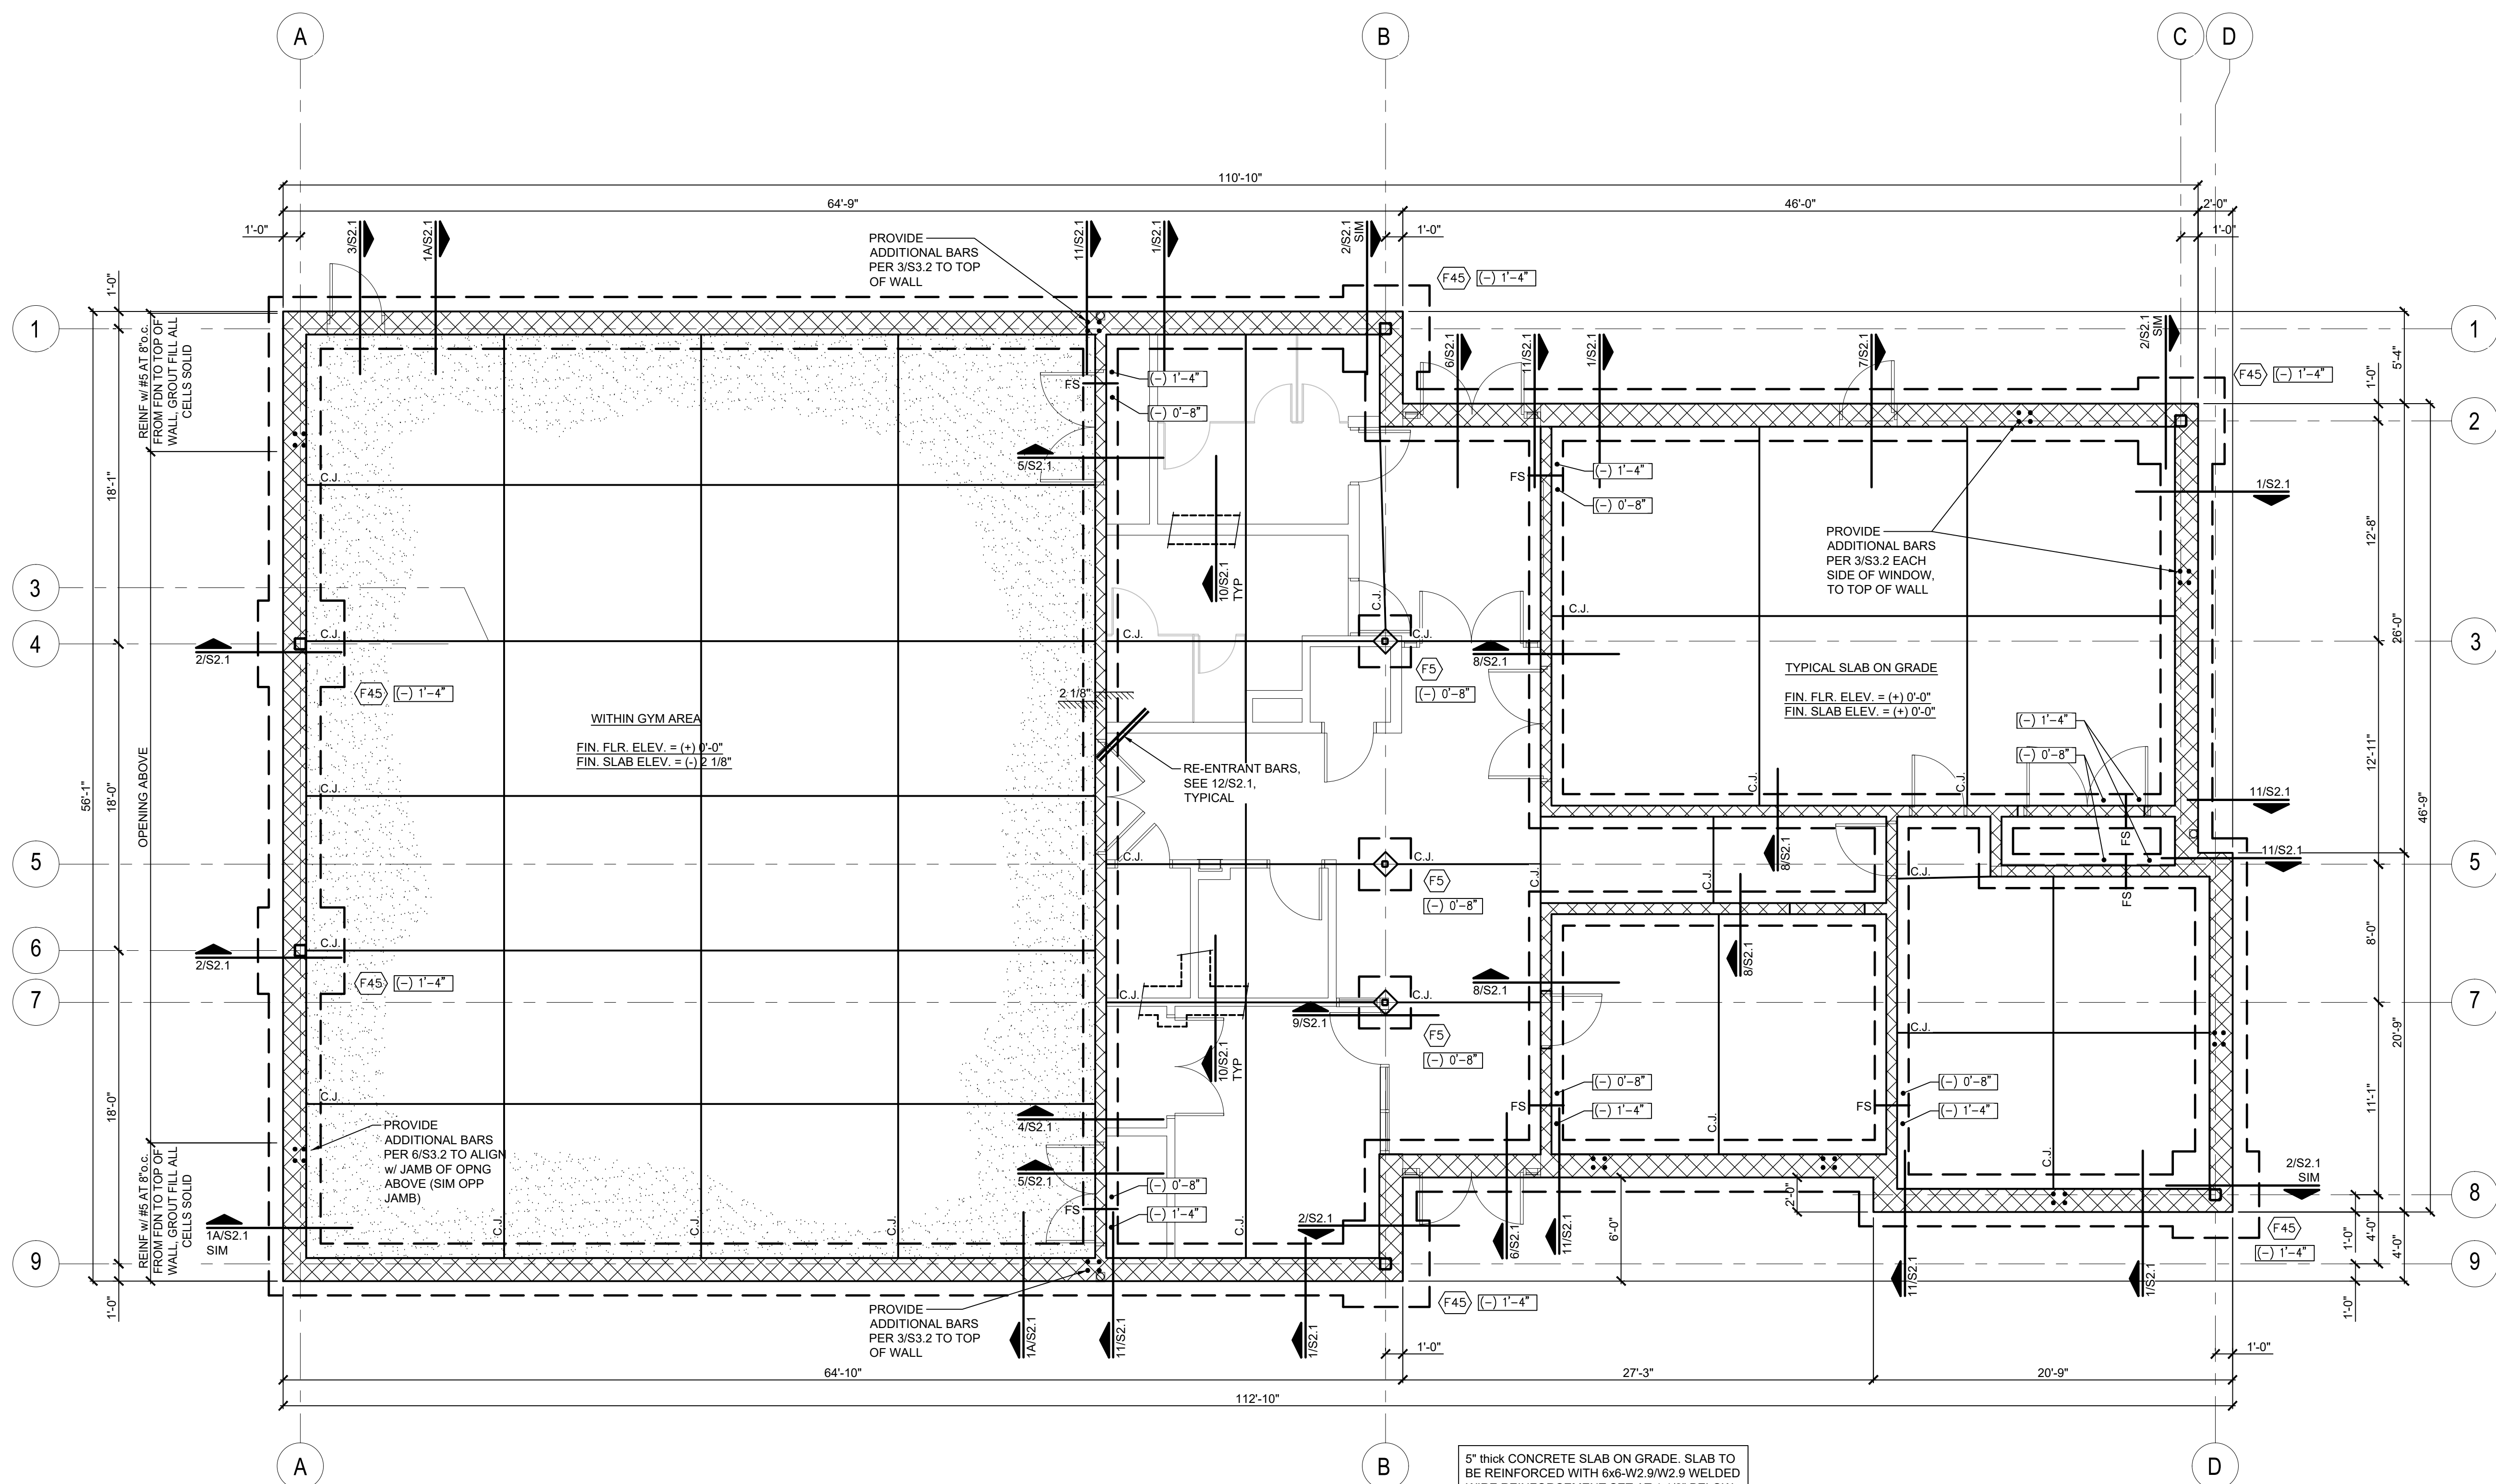 A
B
C
D
110'-10"
64'-9"
46'-0"
2'-0"
1'-0"
1'-0"
1'-0"
3/S2.1
1A/S2.1
PROVIDE
ADDITIONAL BARS
PER 3/S3.2 TO TOP
OF WALL
11/S2.1
1/S2.1
2/S2.1
SIM
F45
(-) 1'-4"
1'-0"
1
1
REINF w/ #5 AT 8"o.c.
FROM FDN TO TOP OF
WALL, GROUT FILL ALL
CELLS SOLID
6/S2.1
11/S2.1
1/S2.1
7/S2.1
2/S2.1
SIM
F45
(-) 1'-4"
5'-4"
1'-0"
2
FS
(-) 1'-4"
(-) 0'-8"
5/S2.1
C.J.
18'-1"
FS
(-) 1'-4"
(-) 0'-8"
1/S2.1
12'-8"
PROVIDE
ADDITIONAL BARS
PER 3/S3.2 EACH
SIDE OF WINDOW,
TO TOP OF WALL
10/S2.1
TYP
C.J.
C.J.
3
4
2/S2.1
C.J.
C.J.
C.J.
8/S2.1
26'-0"
3
F45
(-) 1'-4"
F5
(-) 0'-8"
2 1/8"
TYPICAL SLAB ON GRADE
FIN. FLR. ELEV. = (+) 0'-0"
FIN. SLAB ELEV. = (+) 0'-0"
WITHIN GYM AREA
FIN. FLR. ELEV. = (+) 0'-0"
FIN. SLAB ELEV. = (-) 2 1/8"
(-) 1'-4"
(-) 0'-8"
RE-ENTRANT BARS,
SEE 12/S2.1,
TYPICAL
56'-1"
OPENING ABOVE
18'-0"
C.J.
C.J.
C.J.
12'-11"
11/S2.1
46'-9"
FS
8/S2.1
11/S2.1
5
C.J.
C.J.
C.J.
C.J.
C.J.
FS
5
F5
(-) 0'-8"
8/S2.1
6
2/S2.1
C.J.
F45
(-) 1'-4"
8'-0"
7
C.J.
C.J.
8/S2.1
7
9/S2.1
F5
(-) 0'-8"
10/S2.1
TYP
C.J.
20'-9"
18'-0"
C.J.
4/S2.1
PROVIDE
ADDITIONAL BARS
PER 6/S3.2 TO ALIGN
w/ JAMB OF OPNG
ABOVE (SIM OPP
JAMB)
FS
(-) 0'-8"
(-) 1'-4"
FS
(-) 0'-8"
(-) 1'-4"
11'-1"
C.J.
C.J.
REINF w/ #5 AT 8"o.c.
FROM FDN TO TOP OF
WALL, GROUT FILL ALL
CELLS SOLID
5/S2.1
(-) 0'-8"
FS
(-) 1'-4"
2/S2.1
SIM
2'-0"
8
1A/S2.1
SIM
C.J.
C.J.
C.J.
C.J.
2/S2.1
6/S2.1
11/S2.1
6'-0"
F45
(-) 1'-4"
1'-0"
4'-0"
4'-0"
9
9
11/S2.1
1/S2.1
1'-0"
1'-0"
F45
(-) 1'-4"
PROVIDE
ADDITIONAL BARS
PER 3/S3.2 TO TOP
OF WALL
1A/S2.1
11/S2.1
1/S2.1
1'-0"
1'-0"
64'-10"
27'-3"
20'-9"
112'-10"
A
B
D
5" thick CONCRETE SLAB ON GRADE. SLAB TO
BE REINFORCED WITH 6x6-W2.9/W2.9 WELDED